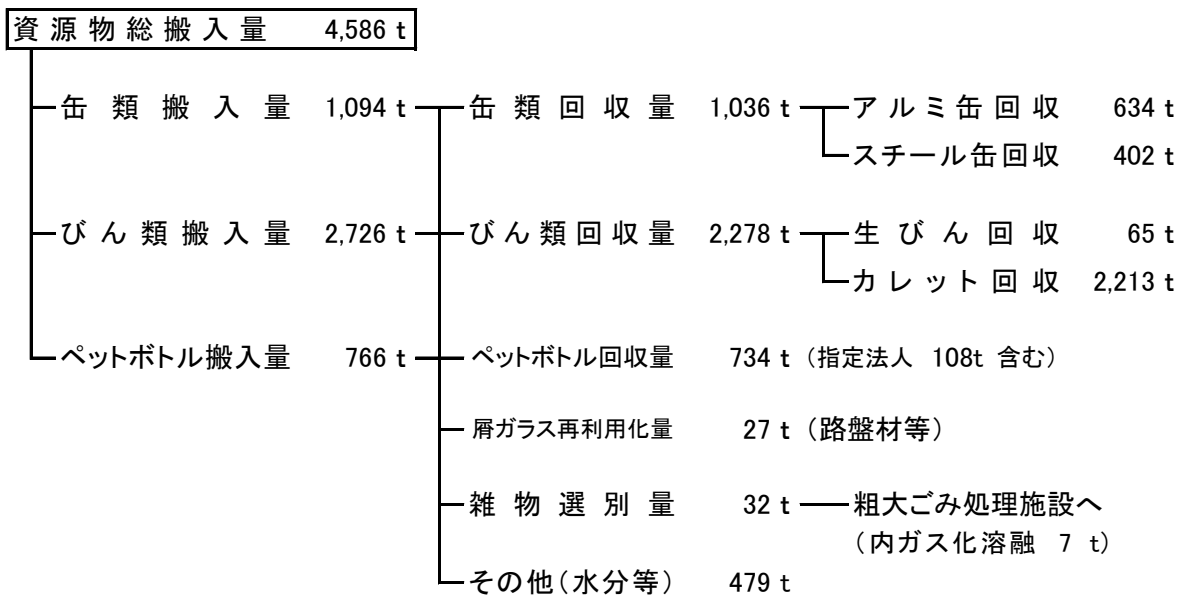 資源物総搬入量 4,586 t
缶類搬入量 1,094 t 缶類回収量 1,036 t アルミ缶回収 634 t
スチール缶回収 402 t
びん類搬入量 2,726 t びん類回収量 2,278 t 生びん回収 65 t
カレット回収 2,213 t
ペットボトル搬入量 766 t ペットボトル回収量 734 t (指定法人 108t 含む)
屑ガラス再利用化量 27 t (路盤材等)
雑物選別量 32 t 粗大ごみ処理施設へ
(内ガス化溶融 7 t)
その他(水分等) 479 t